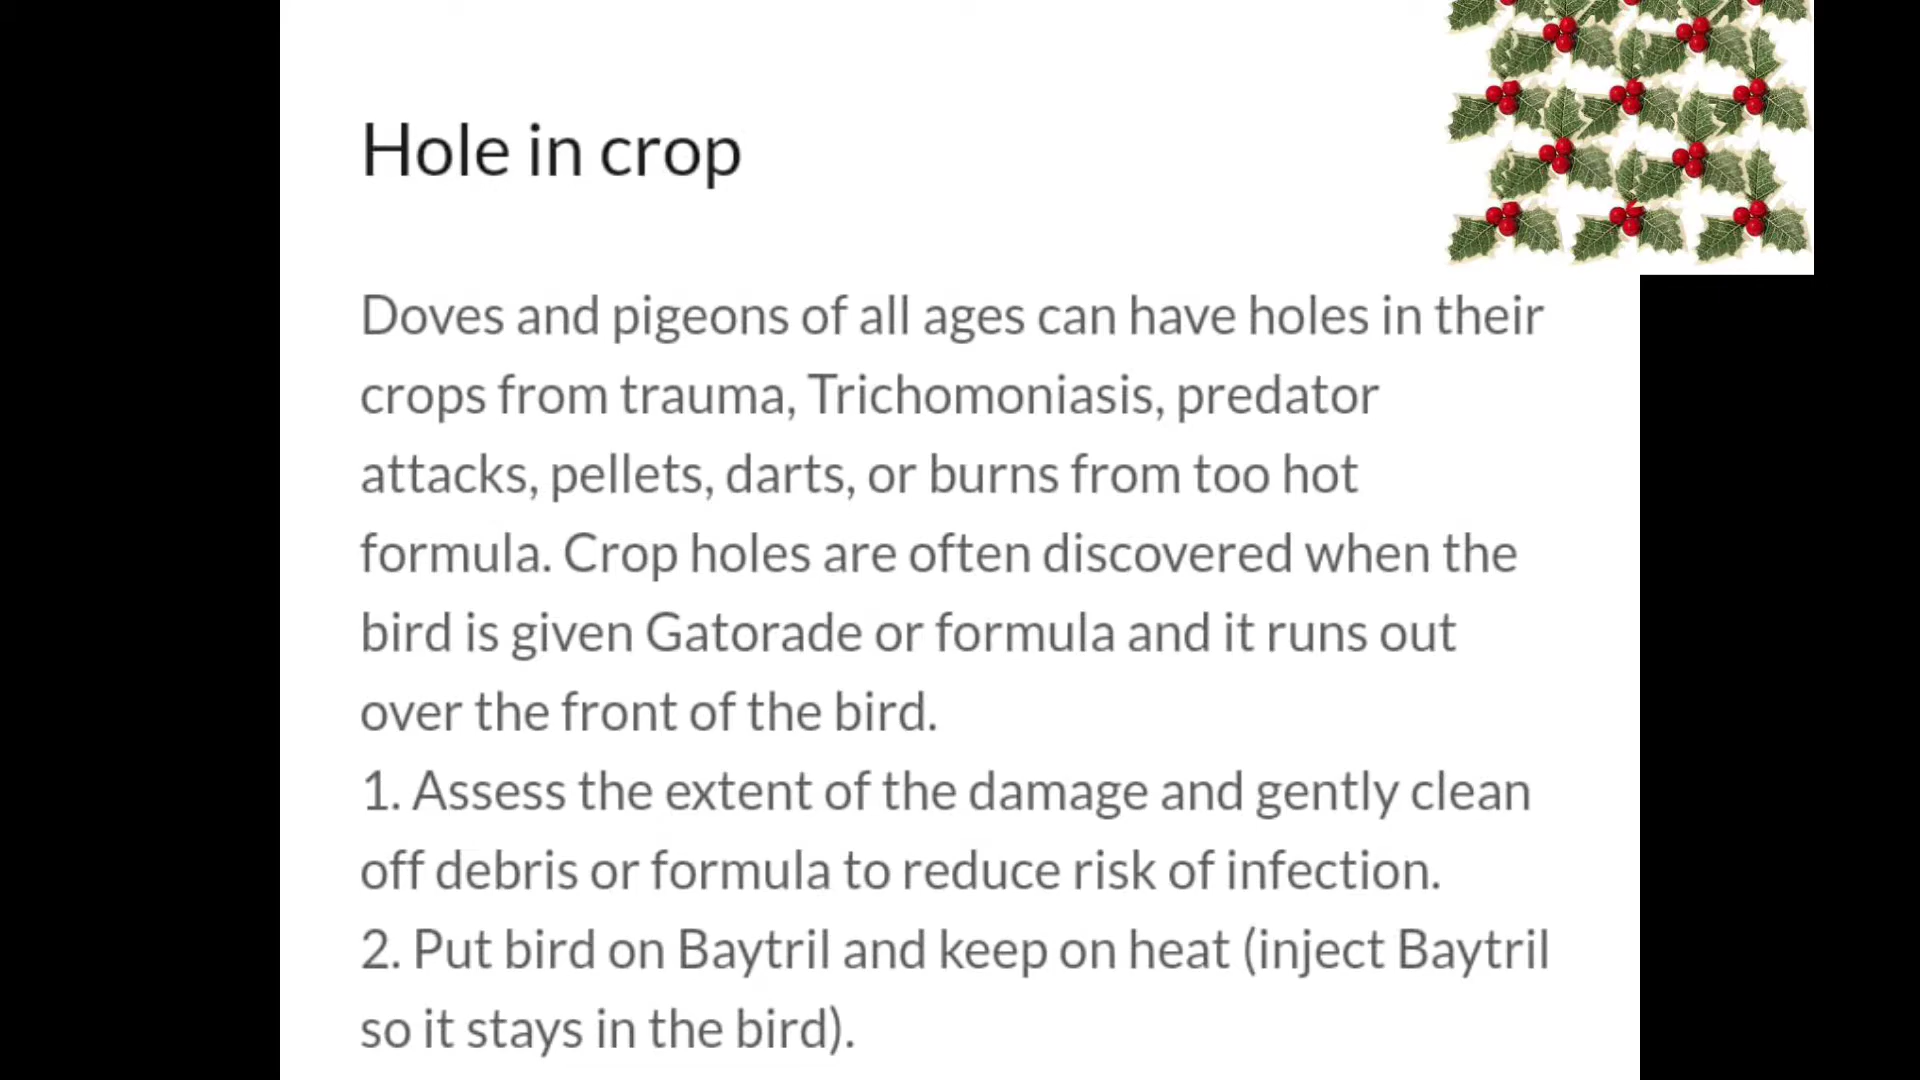 Hole in crop
Doves and pigeons of all ages can have holes in their
crops from trauma, Trichomoniasis, predator
attacks, pellets, darts, or burns from too hot
formula. Crop holes are often discovered when the
bird is given Gatorade or formula and it runs out
over the front of the bird.
1. Assess the extent of the damage and gently clean
off debris or formula to reduce risk of infection.
2. Put bird on Baytril and keep on heat (inject Baytril
so it stays in the bird).